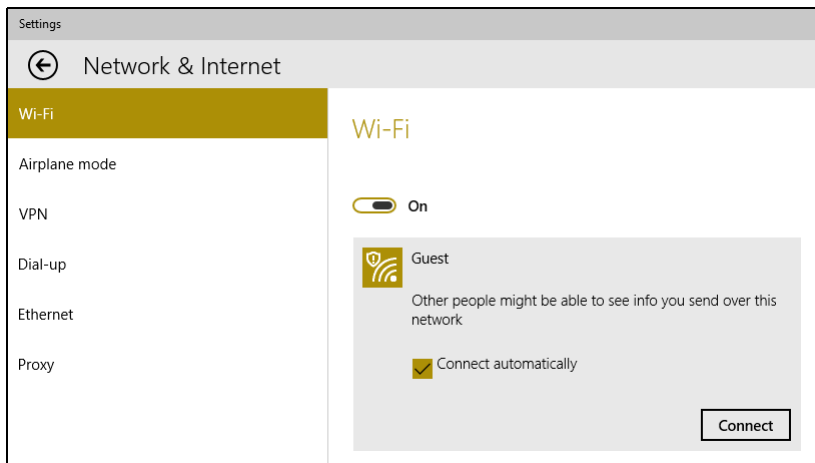 Settings
Network & Internet
Wi-Fi
Airplane mode
VPN
Dial-up
Ethernet
Proxy
Wi-Fi
On
Guest
Other people might be able to see info you send over this
network
Connect automatically
Connect